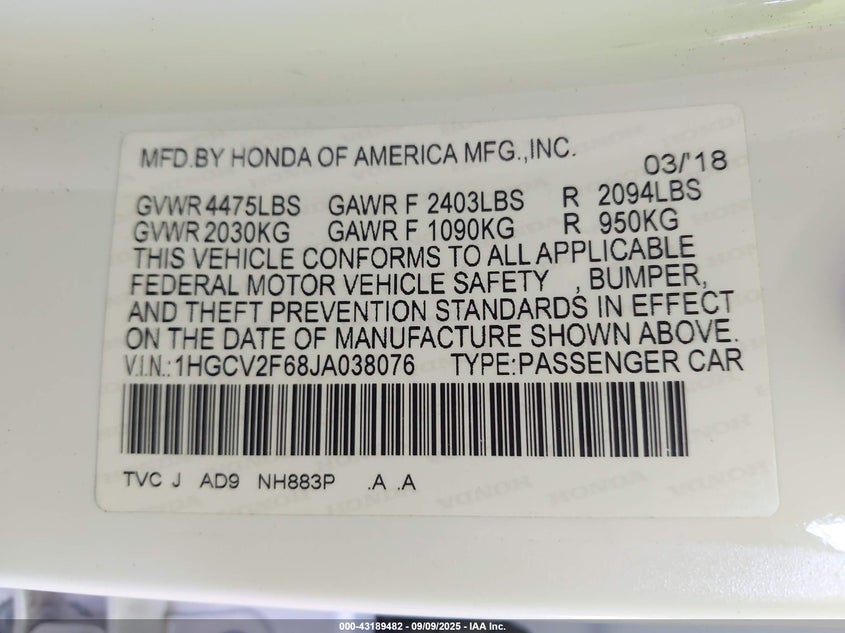 MFD.BY HONDA OF AMERICA MFG.,INC. 03/'18
GVWR 4475LBS GAWR F 2403LBS R 2094LBS
GVWR 2030KG GAWR F 1090KG R 950KG
THIS VEHICLE CONFORMS TO ALL APPLICABLE
FEDERAL MOTOR VEHICLE SAFETY , BUMPER,
AND THEFT PREVENTION STANDARDS IN EFFECT
ON THE DATE OF MANUFACTURE SHOWN ABOVE.
V.I.N.:1HGCV2F68JA038076 TYPE:PASSENGER CAR
TVC J AD9 NH883P .A .A
000-43189482 - 09/09/2025 - IAA Inc.